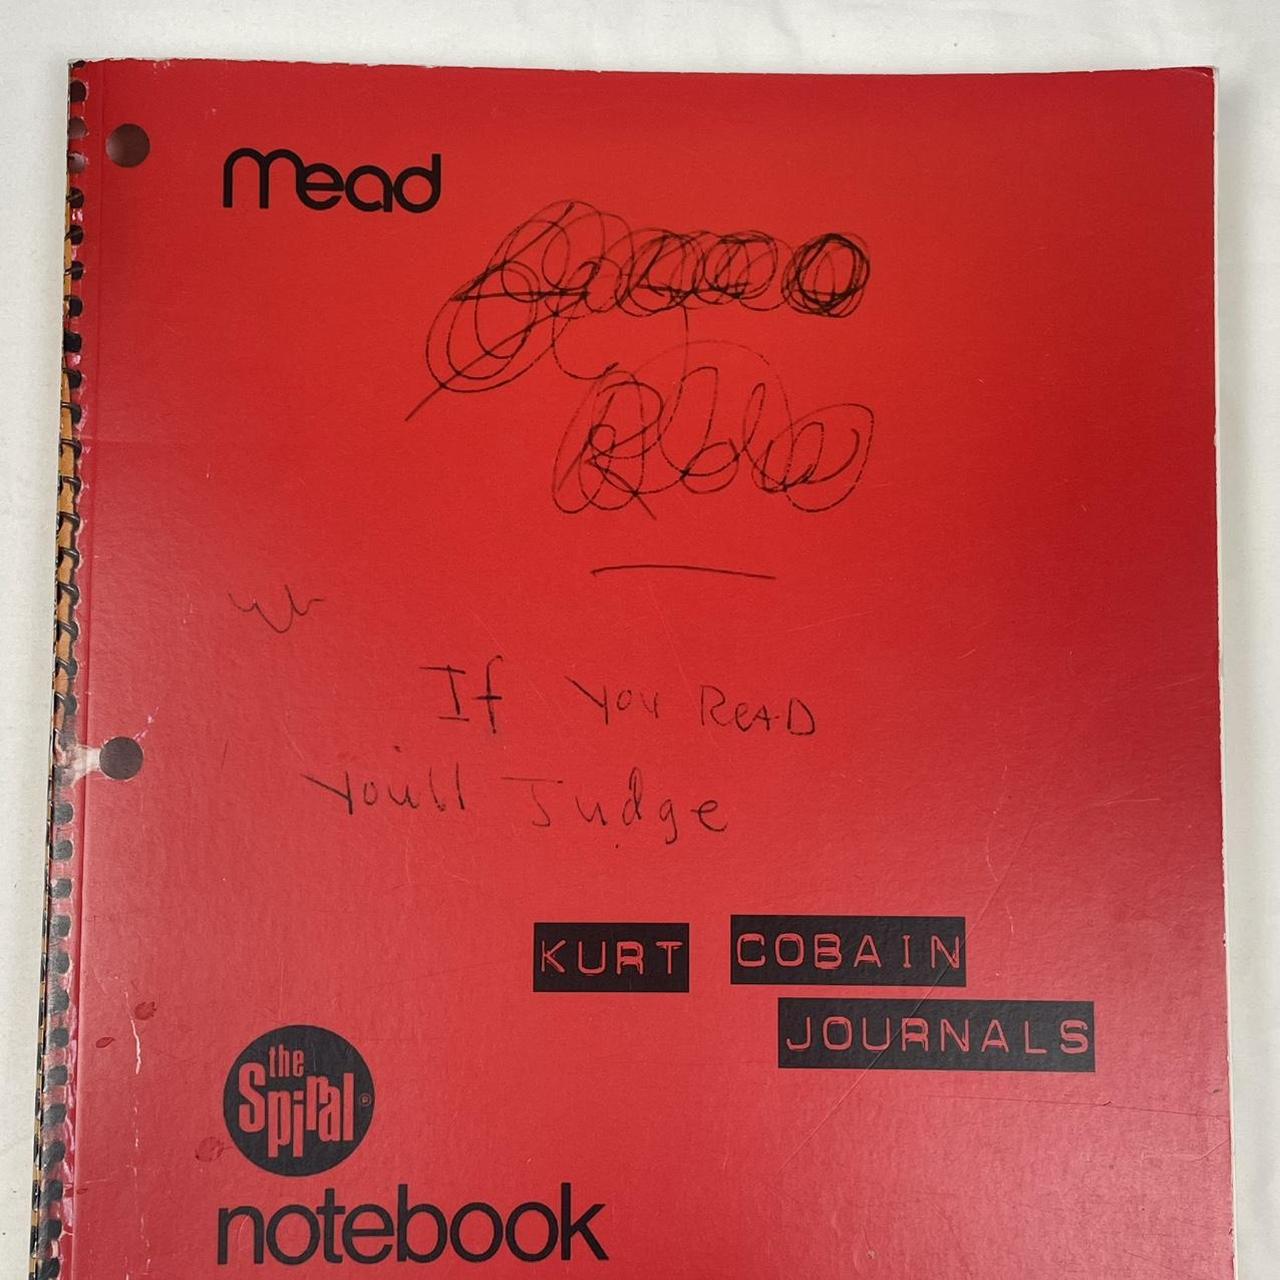 mead
If you ReAD
you'll Judge
KURT COBAIN
JOURNALS
the
Spiral®
notebook